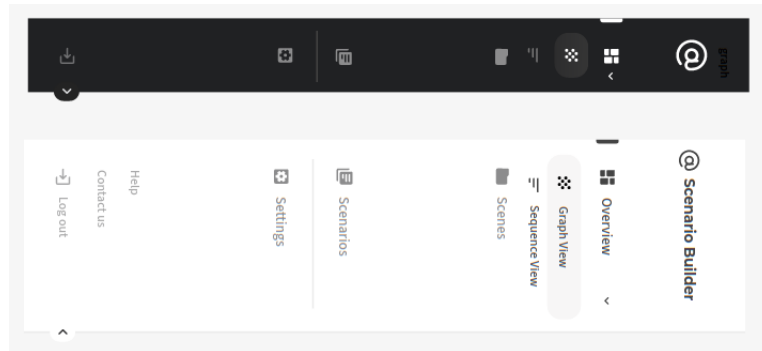 graph
@ Scenario Builder
Overview
Graph View
Sequence View
Scenes
Scenarios
Settings
Help
Contact us
Log out